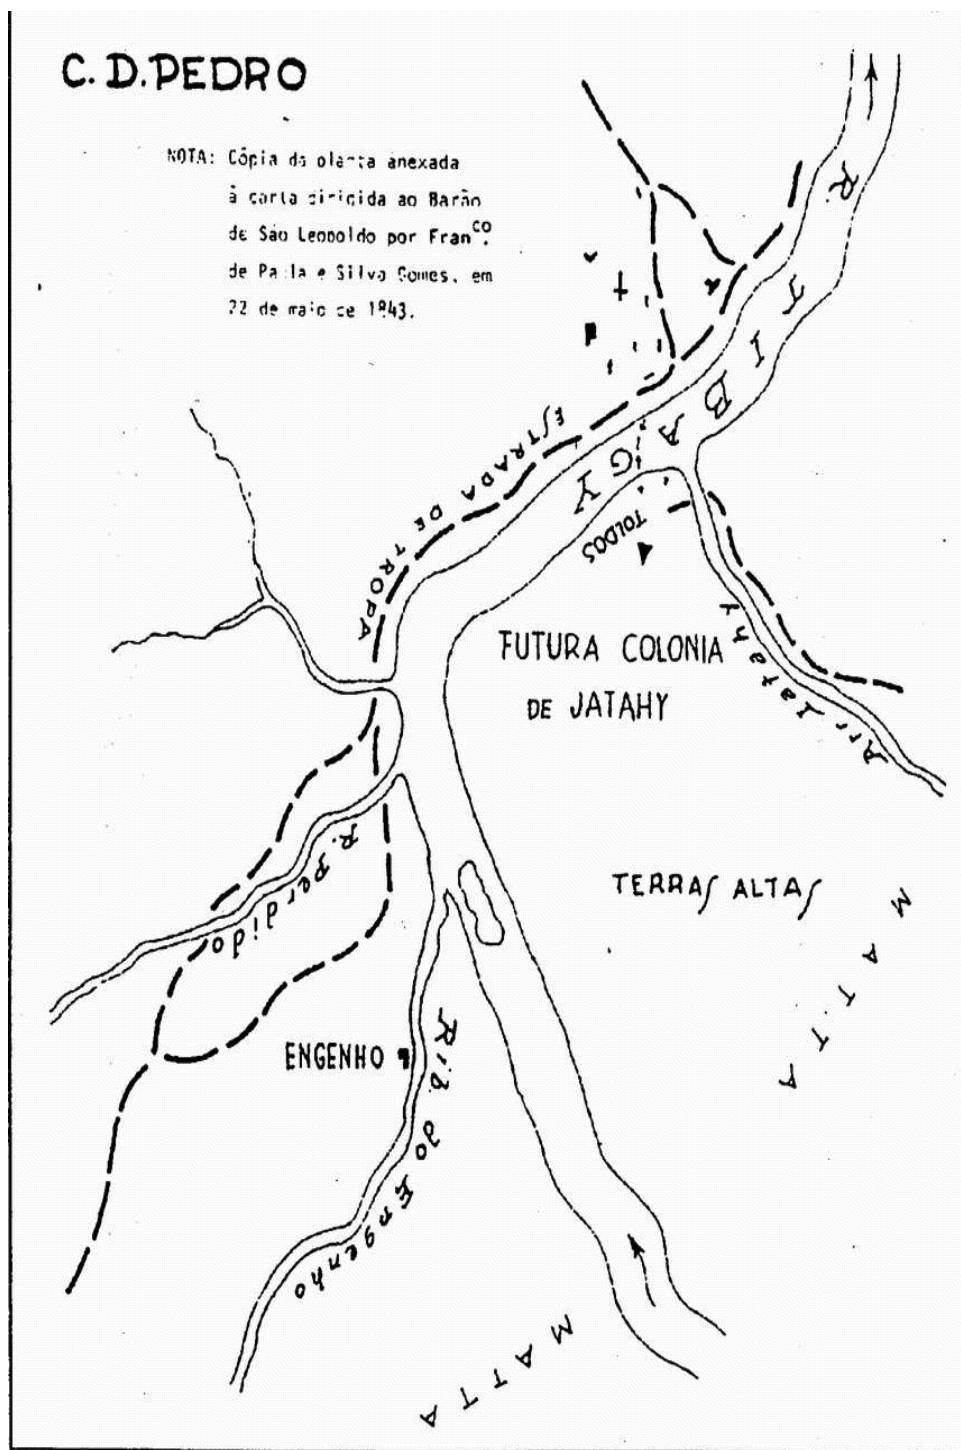 C. D. PEDRO
NOTA: Cópia da planta anexada
à carta dirigida ao Barão
de São Leopoldo por Fran^co.
de Paula e Silva Gomes, em
22 de maio de 1843.
R. TIBAGY
ESTRADA DE TROPA
TOLDOS
Arr. Jatahy
FUTURA COLONIA
DE JATAHY
R. Perdido
TERRAS ALTAS
MATTA
ENGENHO
Rib. do Engenho
MATTA